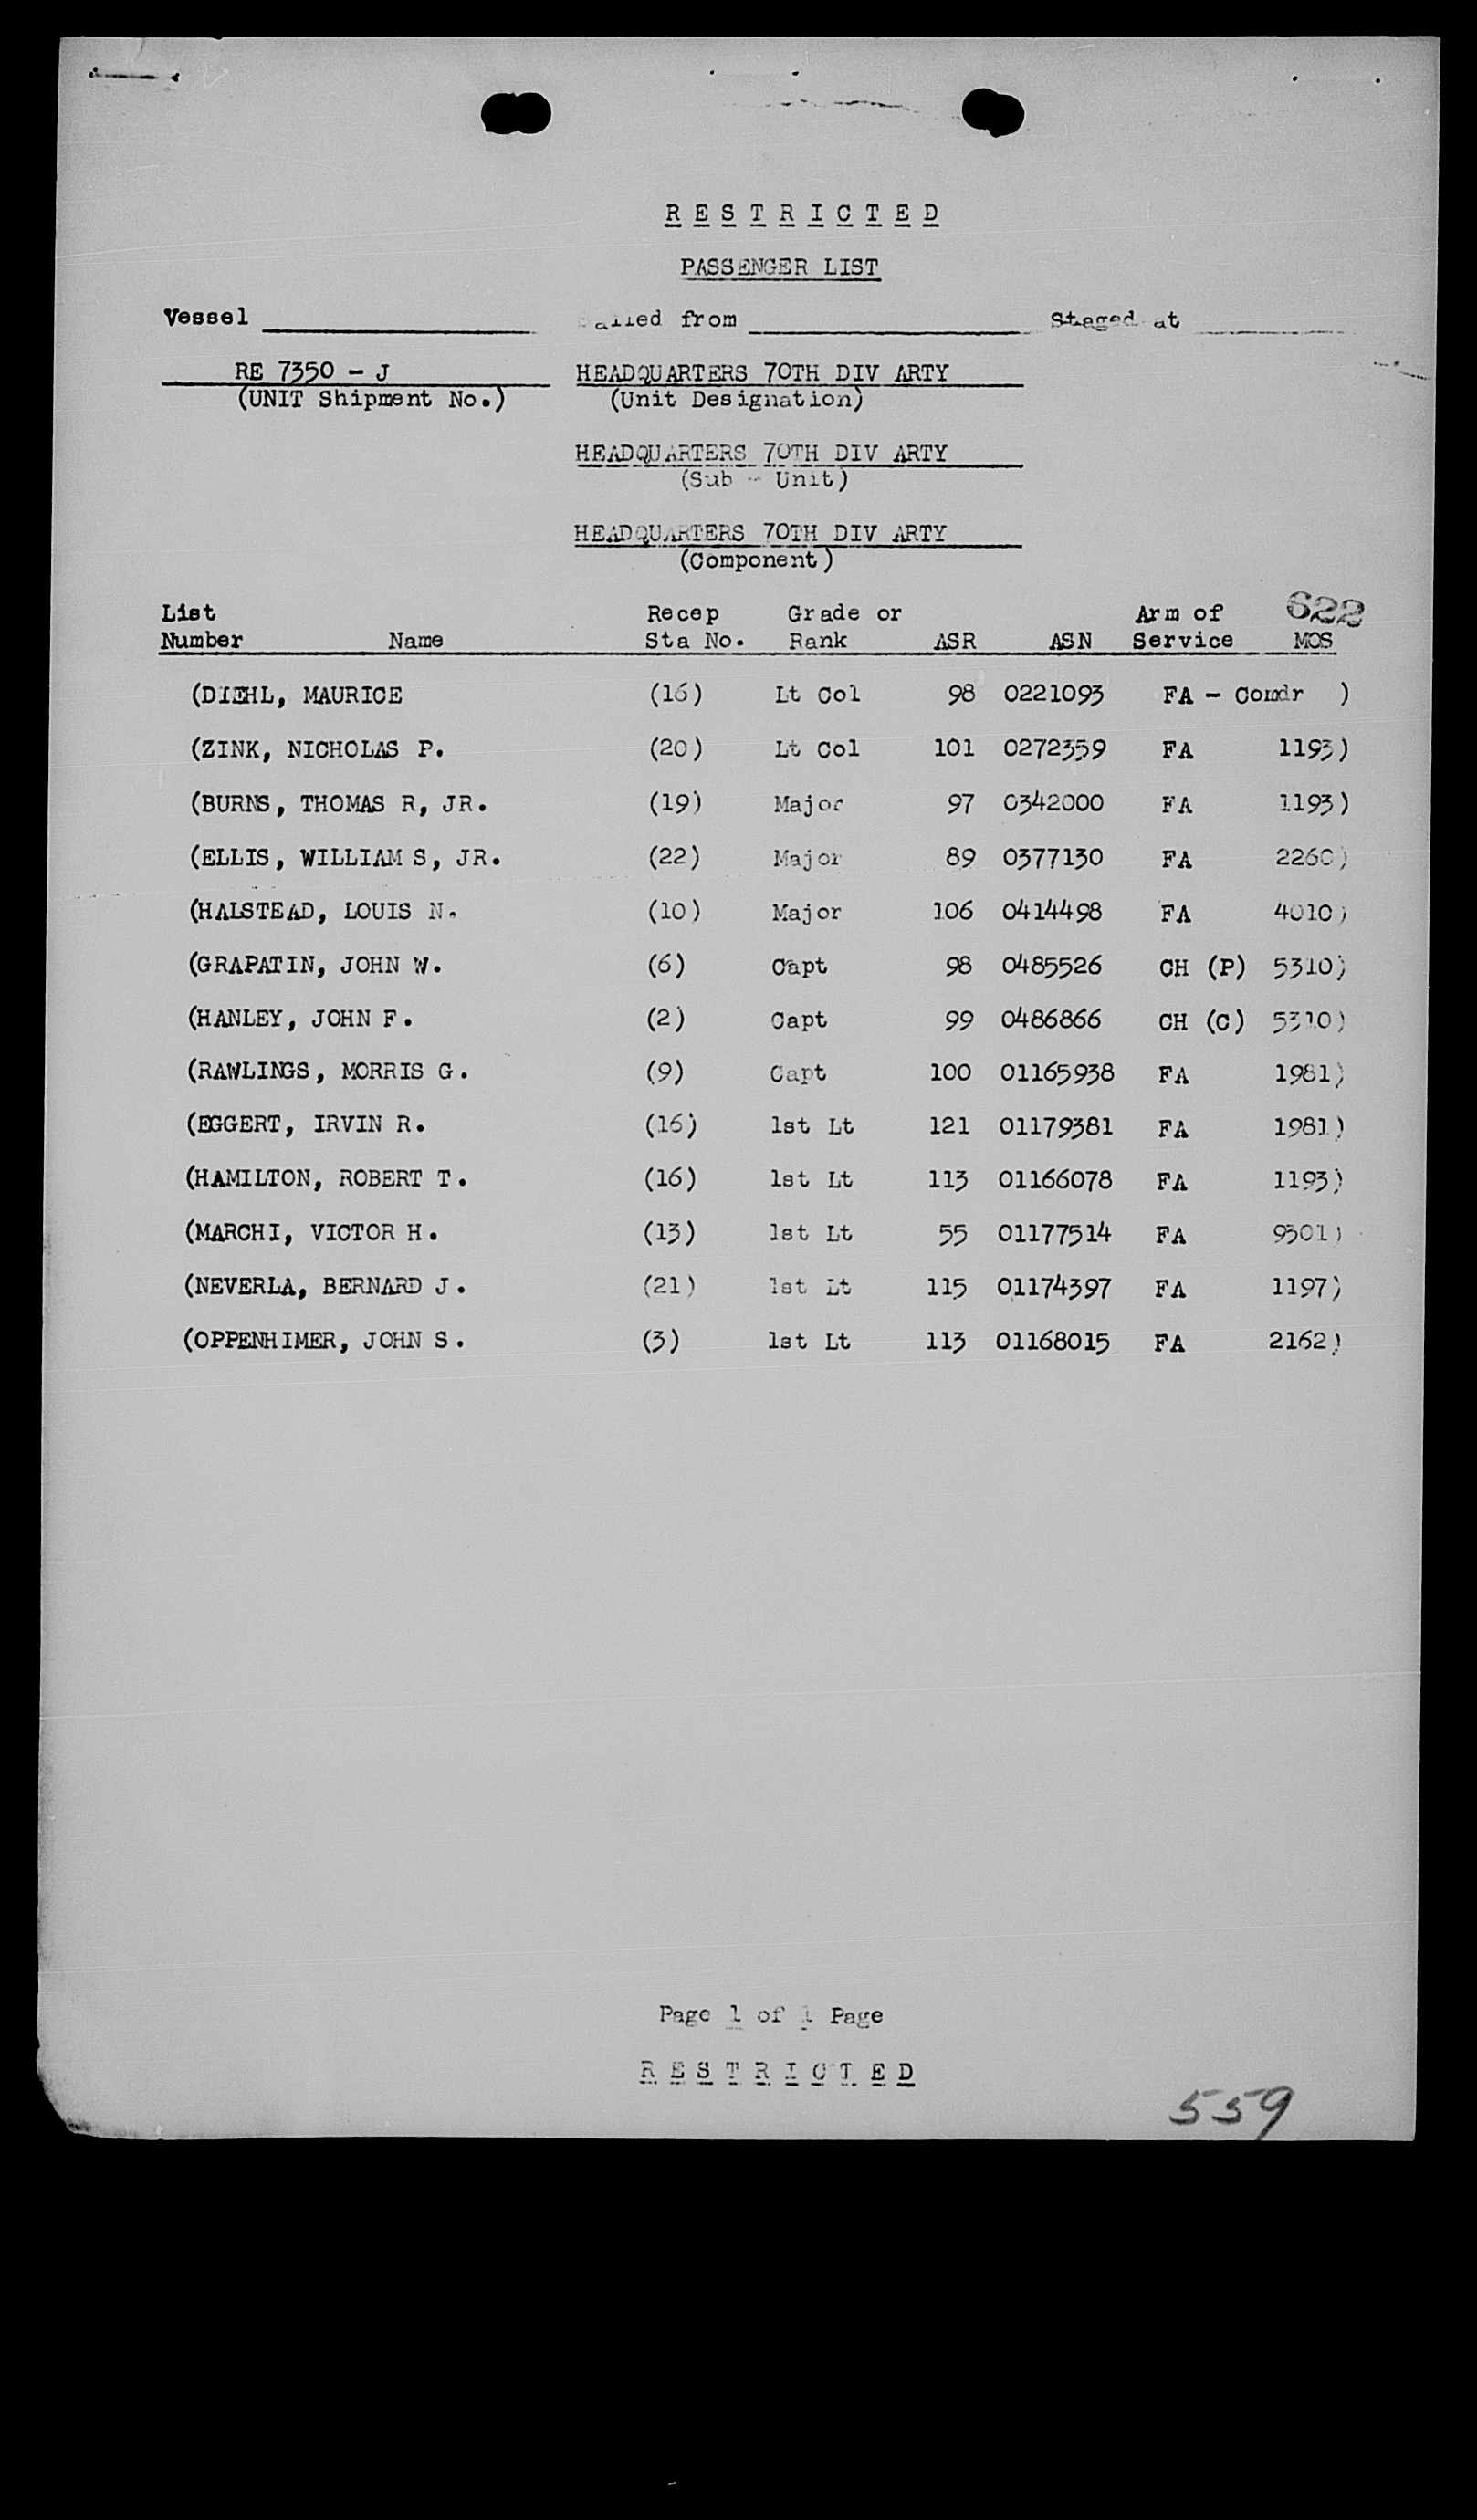 RESTRICTED
PASSENGER LIST
Vessel Sailed from Staged at
RE 7350 - J HEADQUARTERS 70TH DIV ARTY
(UNIT Shipment No.) (Unit Designation)
HEADQUARTERS 70TH DIV ARTY
(Sub - Unit)
HEADQUARTERS 70TH DIV ARTY
(Component)
List Recep Grade or Arm of 622
Number Name Sta No. Rank ASR ASN Service MOS
(DIEHL, MAURICE (16) Lt Col 98 0221093 FA - Comdr )
(ZINK, NICHOLAS P. (20) Lt Col 101 0272359 FA 1193)
(BURNS, THOMAS R, JR. (19) Major 97 0342000 FA 1193)
(ELLIS, WILLIAM S, JR. (22) Major 89 0377130 FA 2260)
(HALSTEAD, LOUIS N. (10) Major 106 0414498 FA 4010)
(GRAPATIN, JOHN W. (6) Capt 98 0485526 CH (P) 5310)
(HANLEY, JOHN F. (2) Capt 99 0486866 CH (C) 5310)
(RAWLINGS, MORRIS G. (9) Capt 100 01165938 FA 1981)
(EGGERT, IRVIN R. (16) 1st Lt 121 01179381 FA 1981)
(HAMILTON, ROBERT T. (16) 1st Lt 113 01166078 FA 1193)
(MARCHI, VICTOR H. (13) 1st Lt 55 01177514 FA 9301)
(NEVERLA, BERNARD J. (21) 1st Lt 115 01174397 FA 1197)
(OPPENHIMER, JOHN S. (3) 1st Lt 113 01168015 FA 2162)
Page 1 of 1 Page
RESTRICTED
559